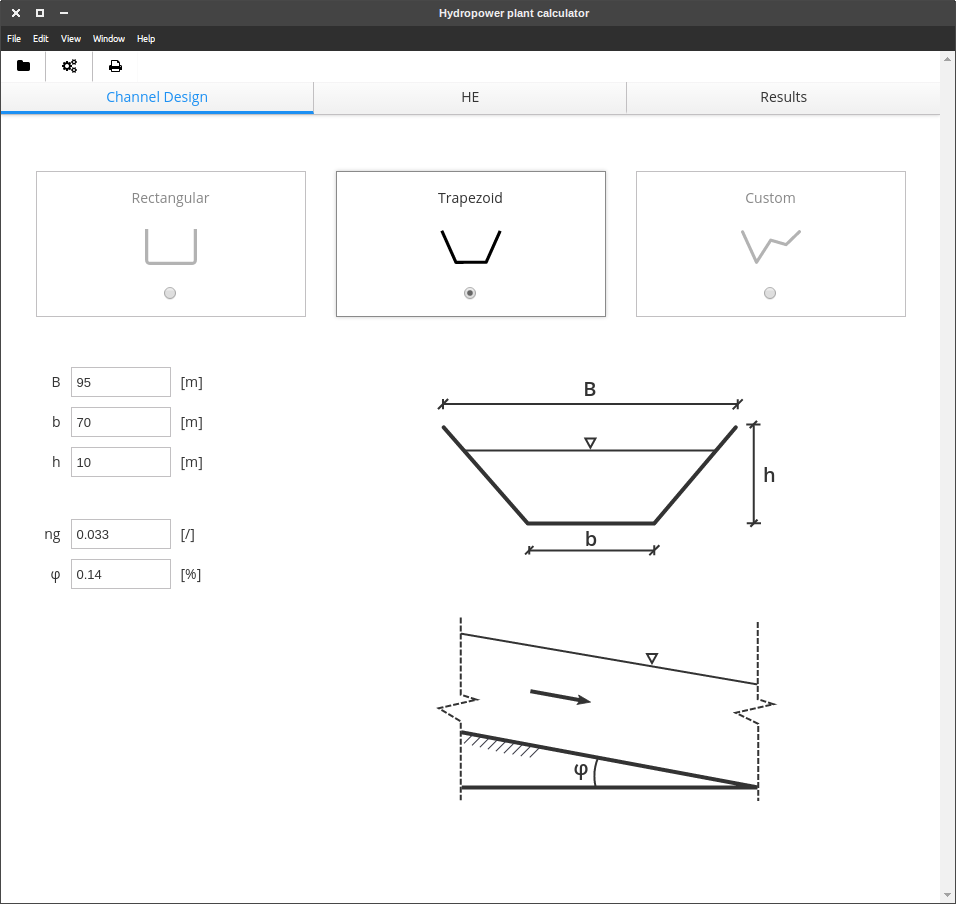 Hydropower plant calculator
File Edit View Window Help
Channel Design HE Results
Rectangular Trapezoid Custom
B 95 [m]
b 70 [m]
h 10 [m]
ng 0.033 [/]
φ 0.14 [%]
B
h
b
φ